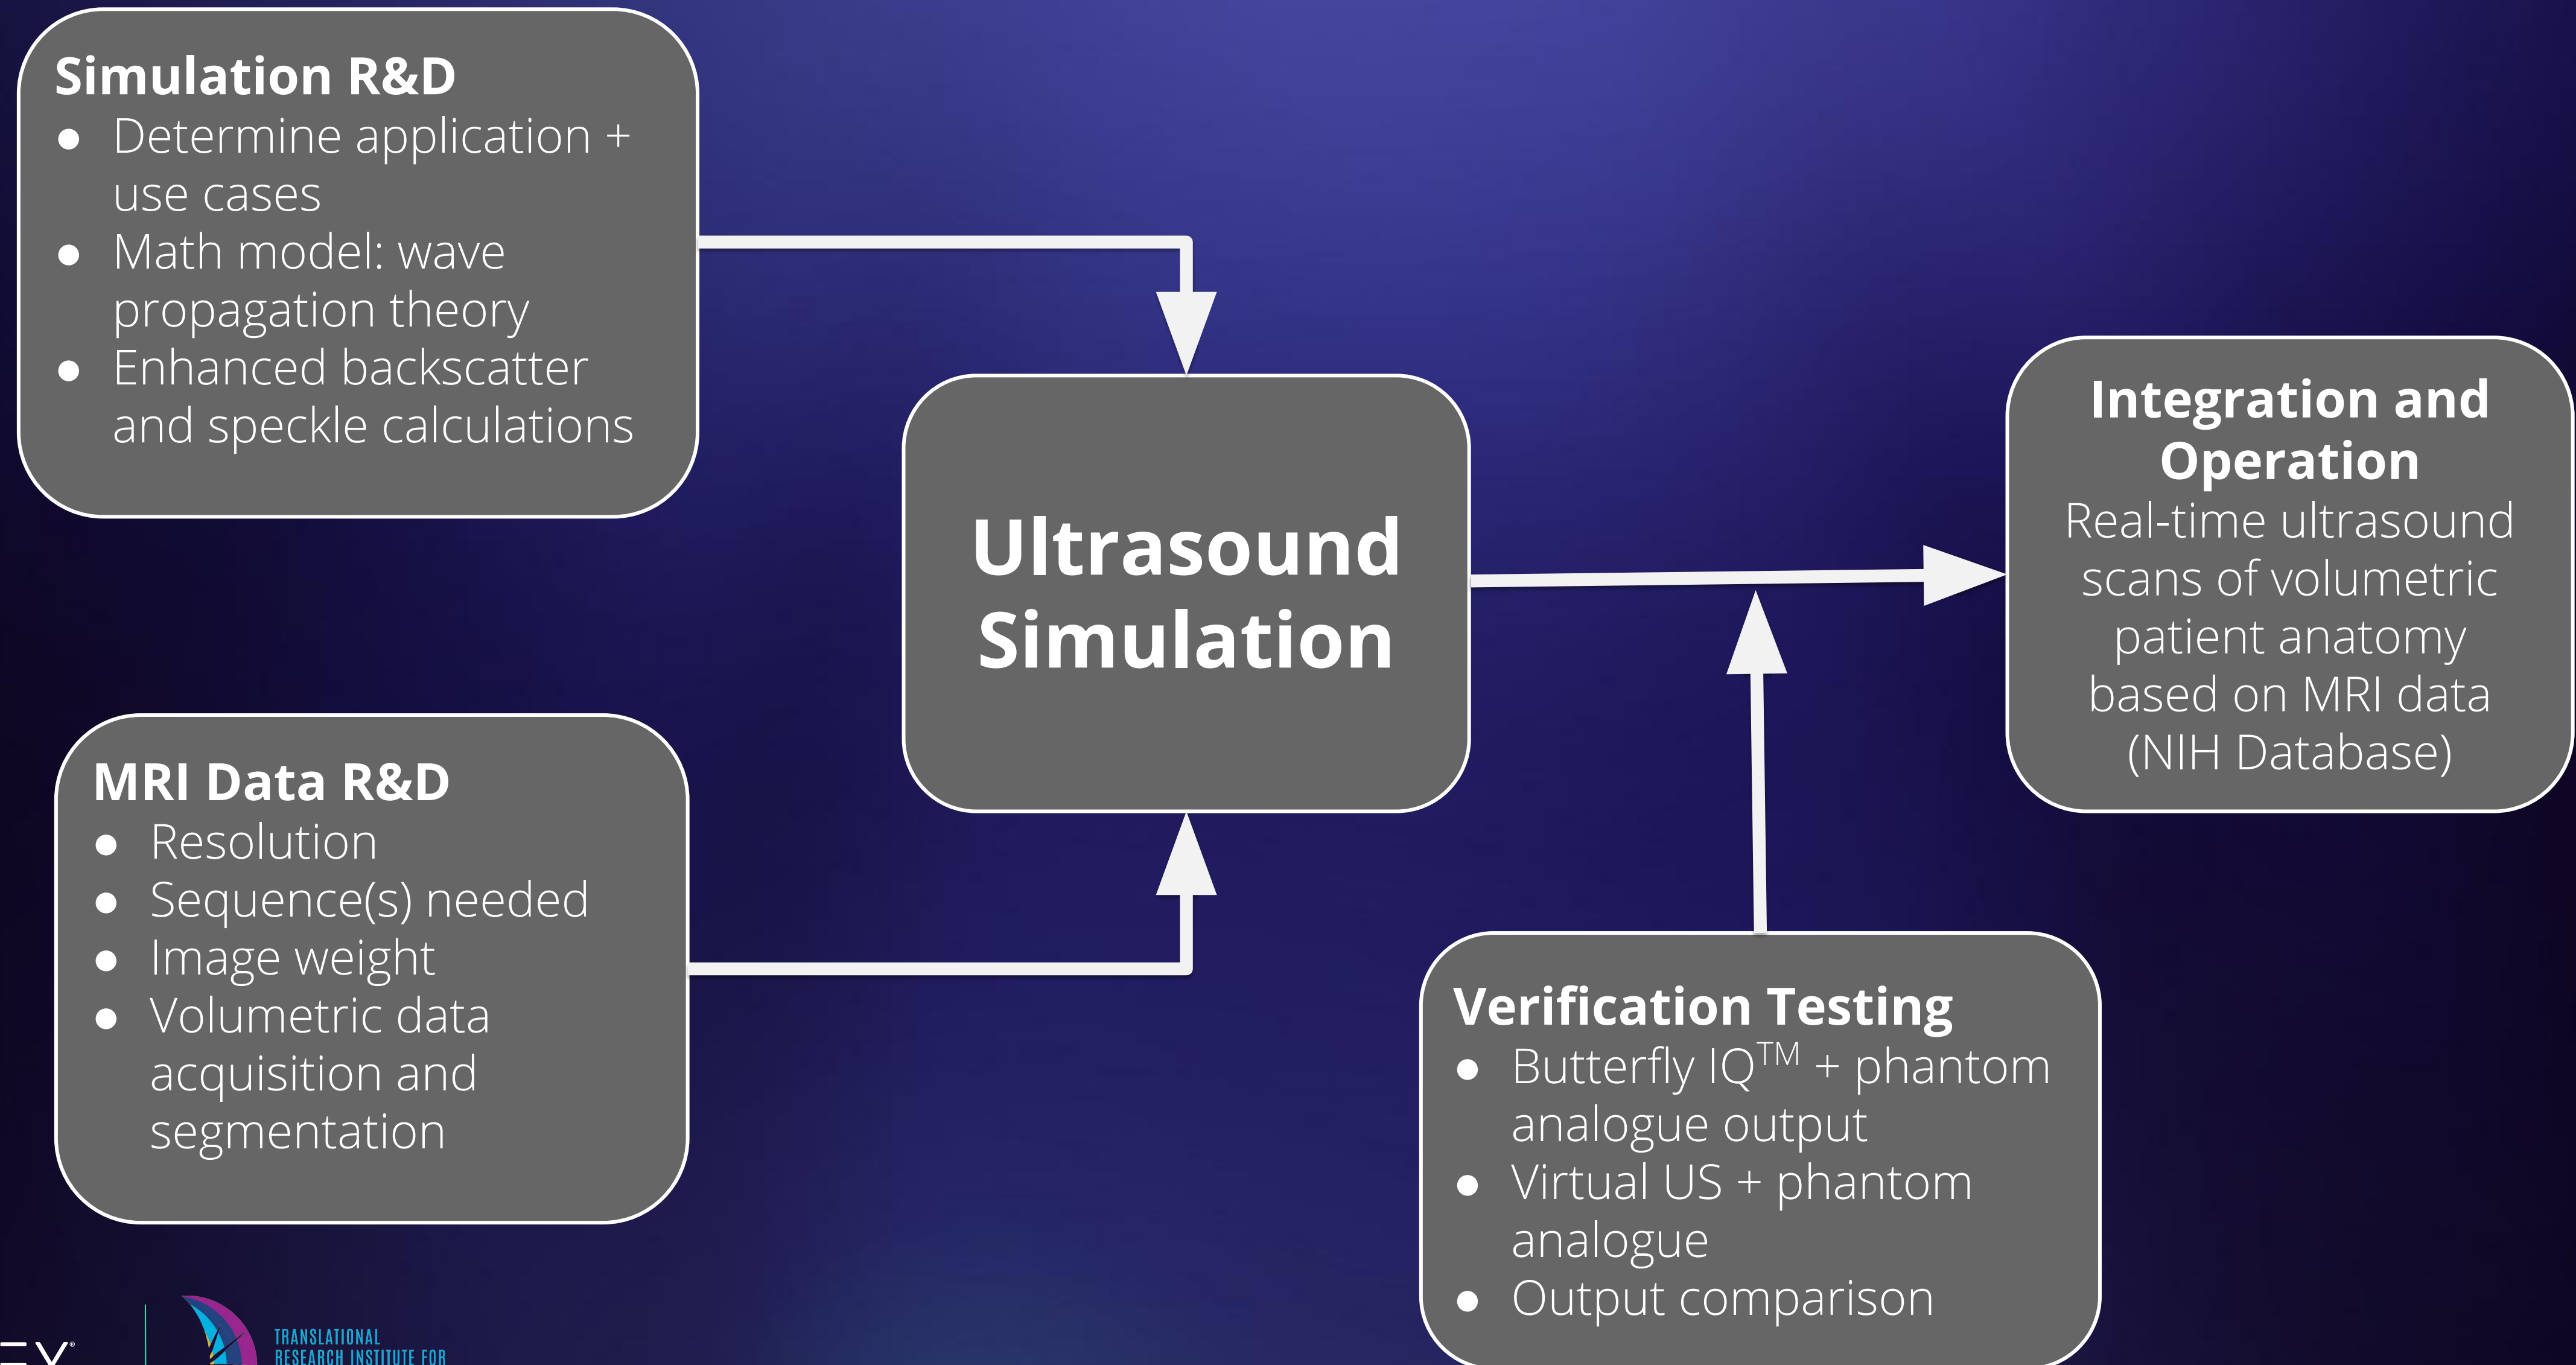 Simulation R&D
● Determine application +
use cases
● Math model: wave
propagation theory
● Enhanced backscatter
and speckle calculations
Ultrasound
Simulation
Integration and
Operation
Real-time ultrasound
scans of volumetric
patient anatomy
based on MRI data
(NIH Database)
MRI Data R&D
● Resolution
● Sequence(s) needed
● Image weight
● Volumetric data
acquisition and
segmentation
Verification Testing
● Butterfly IQ™ + phantom
analogue output
● Virtual US + phantom
analogue
● Output comparison
TRANSLATIONAL
RESEARCH INSTITUTE FOR